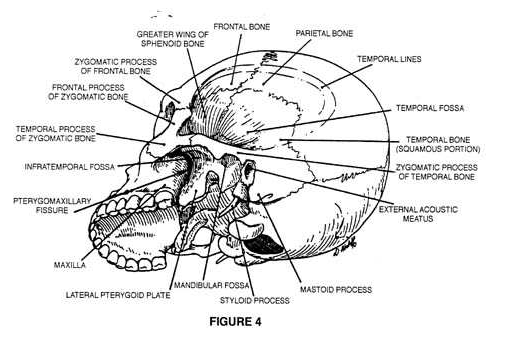 FRONTAL BONE
GREATER WING OF
SPHENOID BONE
PARIETAL BONE
ZYGOMATIC PROCESS
OF FRONTAL BONE
TEMPORAL LINES
FRONTAL PROCESS
OF ZYGOMATIC BONE
TEMPORAL FOSSA
TEMPORAL PROCESS
OF ZYGOMATIC BONE
TEMPORAL BONE
(SQUAMOUS PORTION)
INFRATEMPORAL FOSSA
ZYGOMATIC PROCESS
OF TEMPORAL BONE
PTERYGOMAXILLARY
FISSURE
EXTERNAL ACOUSTIC
MEATUS
MAXILLA
LATERAL PTERYGOID PLATE
MANDIBULAR FOSSA
STYLOID PROCESS
MASTOID PROCESS
FIGURE 4